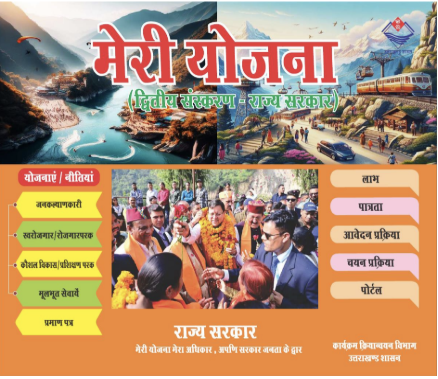 मेरी योजना
(द्वितीय संस्करण - राज्य सरकार)
योजनाएं / नीतियां
जनकल्याणकारी
स्वरोजगार/रोजगारपरक
कौशल विकास/प्रशिक्षण परक
मूलभूत सेवायें
प्रमाण पत्र
लाभ
पात्रता
आवेदन प्रक्रिया
चयन प्रक्रिया
पोर्टल
राज्य सरकार
मेरी योजना मेरा अधिकार , अपणि सरकार जनता के द्वार
कार्यक्रम क्रियान्वयन विभाग
उत्तराखण्ड शासन